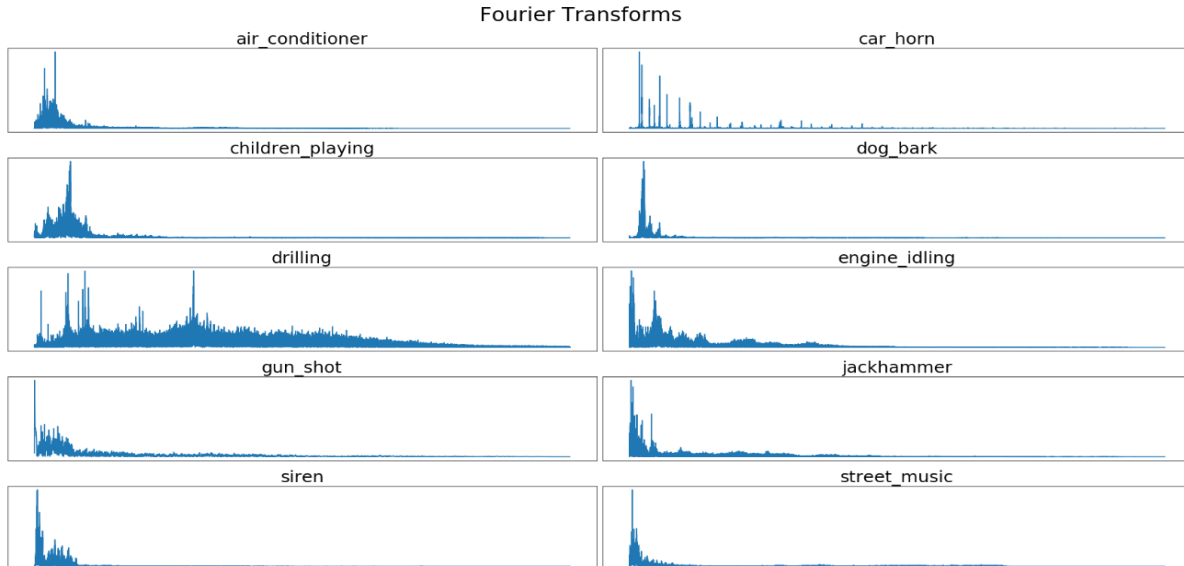 Fourier Transforms
air_conditioner
car_horn
children_playing
dog_bark
drilling
engine_idling
gun_shot
jackhammer
siren
street_music